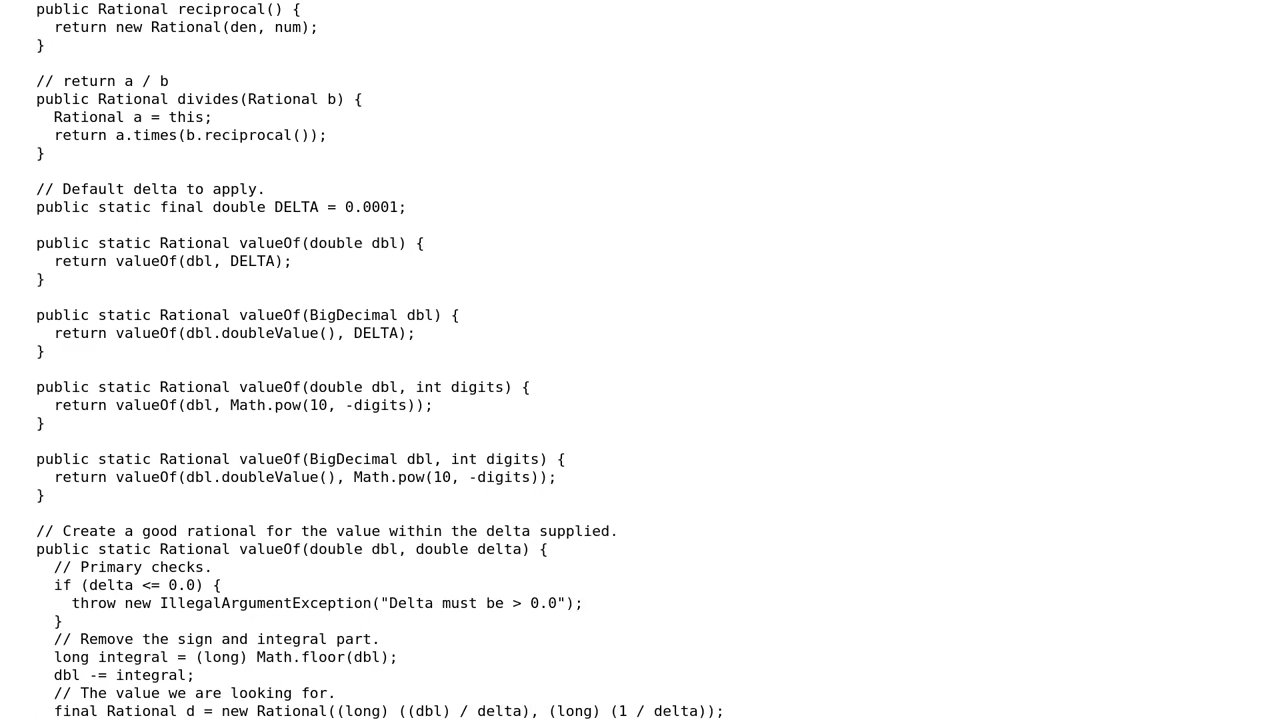 public Rational reciprocal() {
  return new Rational(den, num);
}

// return a / b
public Rational divides(Rational b) {
  Rational a = this;
  return a.times(b.reciprocal());
}

// Default delta to apply.
public static final double DELTA = 0.0001;

public static Rational valueOf(double dbl) {
  return valueOf(dbl, DELTA);
}

public static Rational valueOf(BigDecimal dbl) {
  return valueOf(dbl.doubleValue(), DELTA);
}

public static Rational valueOf(double dbl, int digits) {
  return valueOf(dbl, Math.pow(10, -digits));
}

public static Rational valueOf(BigDecimal dbl, int digits) {
  return valueOf(dbl.doubleValue(), Math.pow(10, -digits));
}

// Create a good rational for the value within the delta supplied.
public static Rational valueOf(double dbl, double delta) {
  // Primary checks.
  if (delta <= 0.0) {
    throw new IllegalArgumentException("Delta must be > 0.0");
  }
  // Remove the sign and integral part.
  long integral = (long) Math.floor(dbl);
  dbl -= integral;
  // The value we are looking for.
  final Rational d = new Rational((long) ((dbl) / delta), (long) (1 / delta));